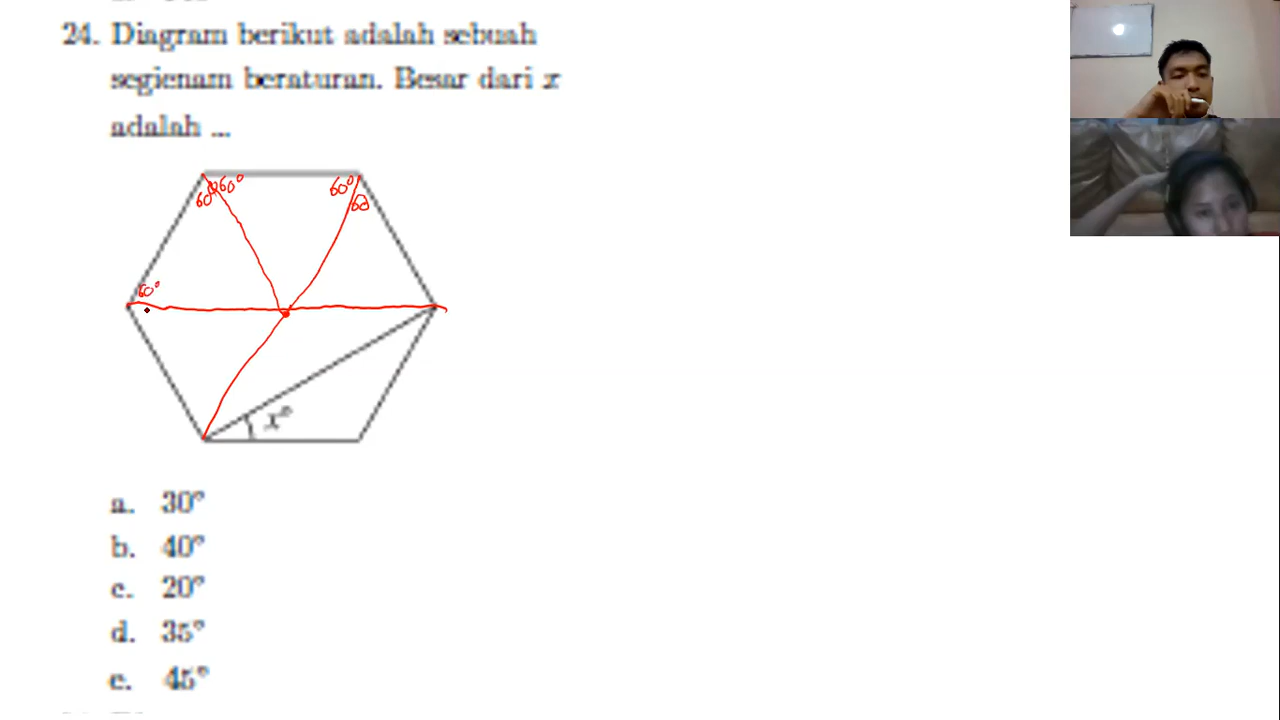 24. Diagram berikut adalah sebuah
segienam beraturan. Besar dari x
adalah ...
60° 60° 60° 60
60°
x°
a. 30°
b. 40°
c. 20°
d. 35°
e. 45°